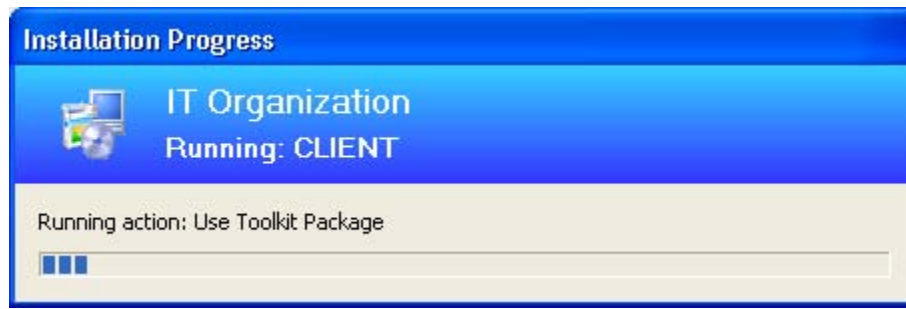 Installation Progress
IT Organization
Running: CLIENT
Running action: Use Toolkit Package